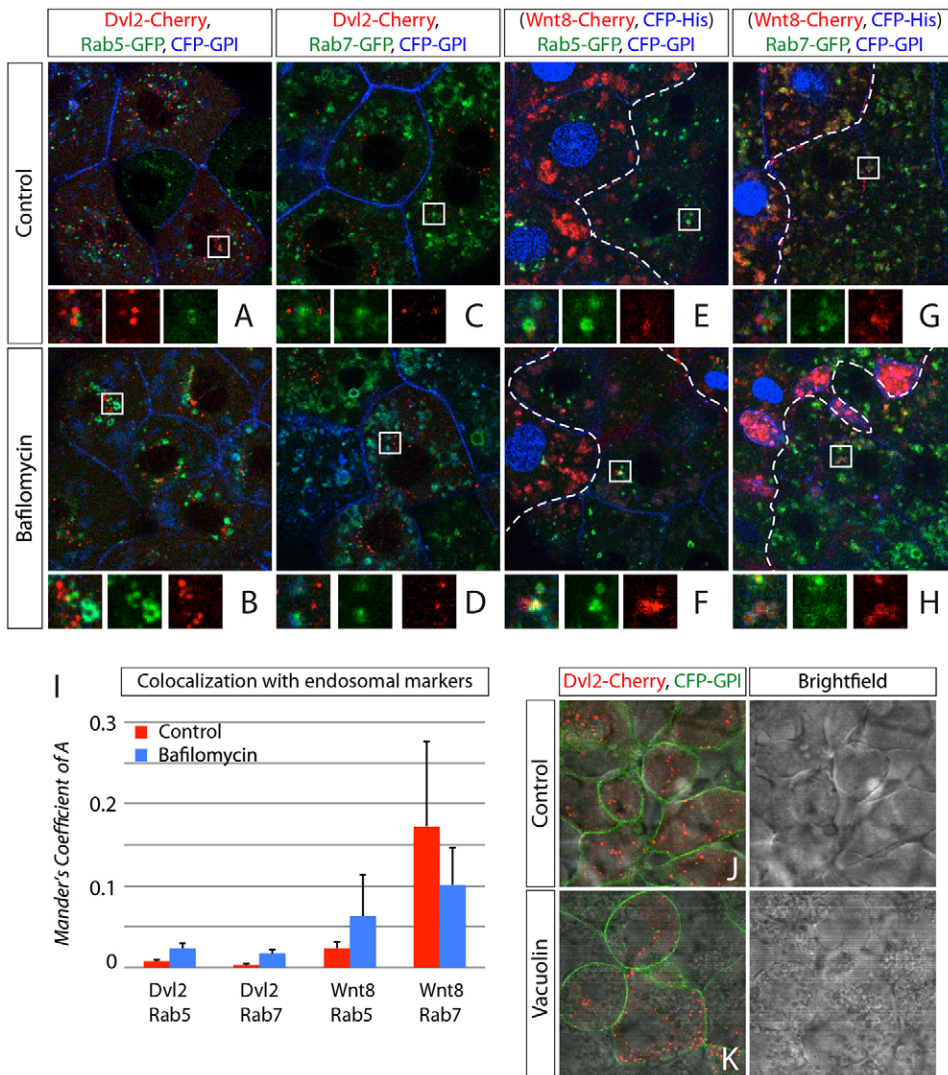 Dvl2-Cherry,
Rab5-GFP, CFP-GPI
Dvl2-Cherry,
Rab7-GFP, CFP-GPI
(Wnt8-Cherry, CFP-His)
Rab5-GFP, CFP-GPI
(Wnt8-Cherry, CFP-His)
Rab7-GFP, CFP-GPI
Control
A
C
E
G
Bafilomycin
B
D
F
H
I
Colocalization with endosomal markers
Mander's Coefficient of A
0.3
0.2
0.1
0
Control
Bafilomycin
Dvl2
Rab5
Dvl2
Rab7
Wnt8
Rab5
Wnt8
Rab7
Dvl2-Cherry, CFP-GPI
Brightfield
Control
J
Vacuolin
K